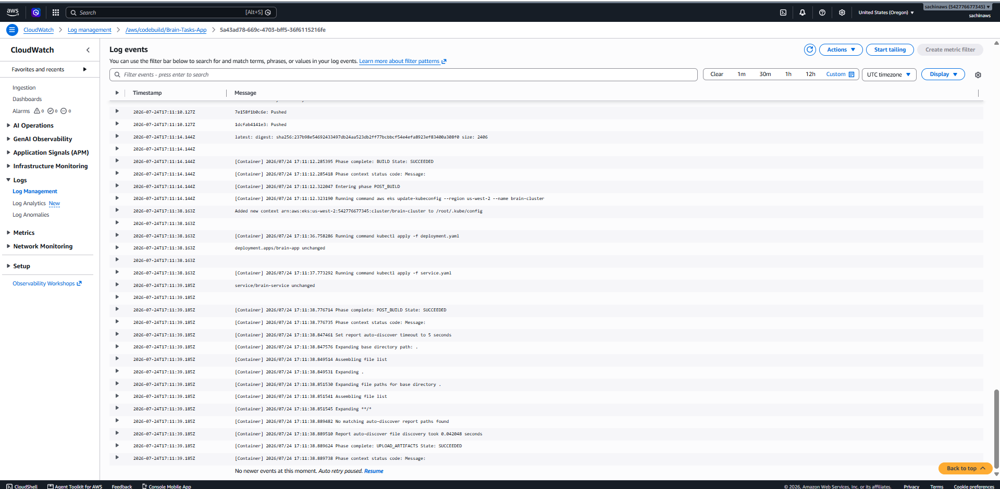 aws
Search [Alt+S]
United States (Oregon)
sachinaws (542776677345)
sachinaws
CloudWatch
Log management
/aws/codebuild/Brain-Tasks-App
5a43ad78-669c-4703-bff5-36f6115216fe
CloudWatch
Favorites and recents
Ingestion
Dashboards
Alarms 0 0 0
AI Operations
GenAI Observability
Application Signals (APM)
Infrastructure Monitoring
Logs
Log Management
Log Analytics New
Log Anomalies
Metrics
Network Monitoring
Setup
Observability Workshops
Log events
Actions
Start tailing
Create metric filter
You can use the filter bar below to search for and match terms, phrases, or values in your log events. Learn more about filter patterns
Filter events - press enter to search
Clear 1m 30m 1h 12h Custom
UTC timezone
Display
Timestamp Message
2026-07-24T17:11:10.127Z 7e158f1b0c6e: Pushed
2026-07-24T17:11:10.127Z 1dcfab4141e3: Pushed
2026-07-24T17:11:14.144Z latest: digest: sha256:237b98e54692433497db24aa523db2ff77bcbbcf54e4efa8923ef83400a308f0 size: 2406
2026-07-24T17:11:14.144Z
2026-07-24T17:11:14.144Z [Container] 2026/07/24 17:11:12.285395 Phase complete: BUILD State: SUCCEEDED
2026-07-24T17:11:14.144Z [Container] 2026/07/24 17:11:12.285418 Phase context status code: Message:
2026-07-24T17:11:14.144Z [Container] 2026/07/24 17:11:12.322047 Entering phase POST_BUILD
2026-07-24T17:11:14.144Z [Container] 2026/07/24 17:11:12.323190 Running command aws eks update-kubeconfig --region us-west-2 --name brain-cluster
2026-07-24T17:11:38.163Z Added new context arn:aws:eks:us-west-2:542776677345:cluster/brain-cluster to /root/.kube/config
2026-07-24T17:11:38.163Z
2026-07-24T17:11:38.163Z [Container] 2026/07/24 17:11:36.758286 Running command kubectl apply -f deployment.yaml
2026-07-24T17:11:38.163Z deployment.apps/brain-app unchanged
2026-07-24T17:11:38.163Z
2026-07-24T17:11:38.163Z [Container] 2026/07/24 17:11:37.773292 Running command kubectl apply -f service.yaml
2026-07-24T17:11:39.185Z service/brain-service unchanged
2026-07-24T17:11:39.185Z
2026-07-24T17:11:39.185Z [Container] 2026/07/24 17:11:38.776714 Phase complete: POST_BUILD State: SUCCEEDED
2026-07-24T17:11:39.185Z [Container] 2026/07/24 17:11:38.776735 Phase context status code: Message:
2026-07-24T17:11:39.185Z [Container] 2026/07/24 17:11:38.847461 Set report auto-discover timeout to 5 seconds
2026-07-24T17:11:39.185Z [Container] 2026/07/24 17:11:38.847576 Expanding base directory path: .
2026-07-24T17:11:39.185Z [Container] 2026/07/24 17:11:38.849514 Assembling file list
2026-07-24T17:11:39.185Z [Container] 2026/07/24 17:11:38.849531 Expanding .
2026-07-24T17:11:39.185Z [Container] 2026/07/24 17:11:38.851530 Expanding file paths for base directory .
2026-07-24T17:11:39.185Z [Container] 2026/07/24 17:11:38.851541 Assembling file list
2026-07-24T17:11:39.185Z [Container] 2026/07/24 17:11:38.851545 Expanding **/*
2026-07-24T17:11:39.185Z [Container] 2026/07/24 17:11:38.889482 No matching auto-discover report paths found
2026-07-24T17:11:39.185Z [Container] 2026/07/24 17:11:38.889510 Report auto-discover file discovery took 0.042048 seconds
2026-07-24T17:11:39.185Z [Container] 2026/07/24 17:11:38.889624 Phase complete: UPLOAD_ARTIFACTS State: SUCCEEDED
2026-07-24T17:11:39.185Z [Container] 2026/07/24 17:11:38.889738 Phase context status code: Message:
No newer events at this moment. Auto retry paused. Resume
Back to top
CloudShell Agent Toolkit for AWS Feedback Console Mobile App
© 2026, Amazon Web Services, Inc. or its affiliates. Privacy Terms Cookie preferences